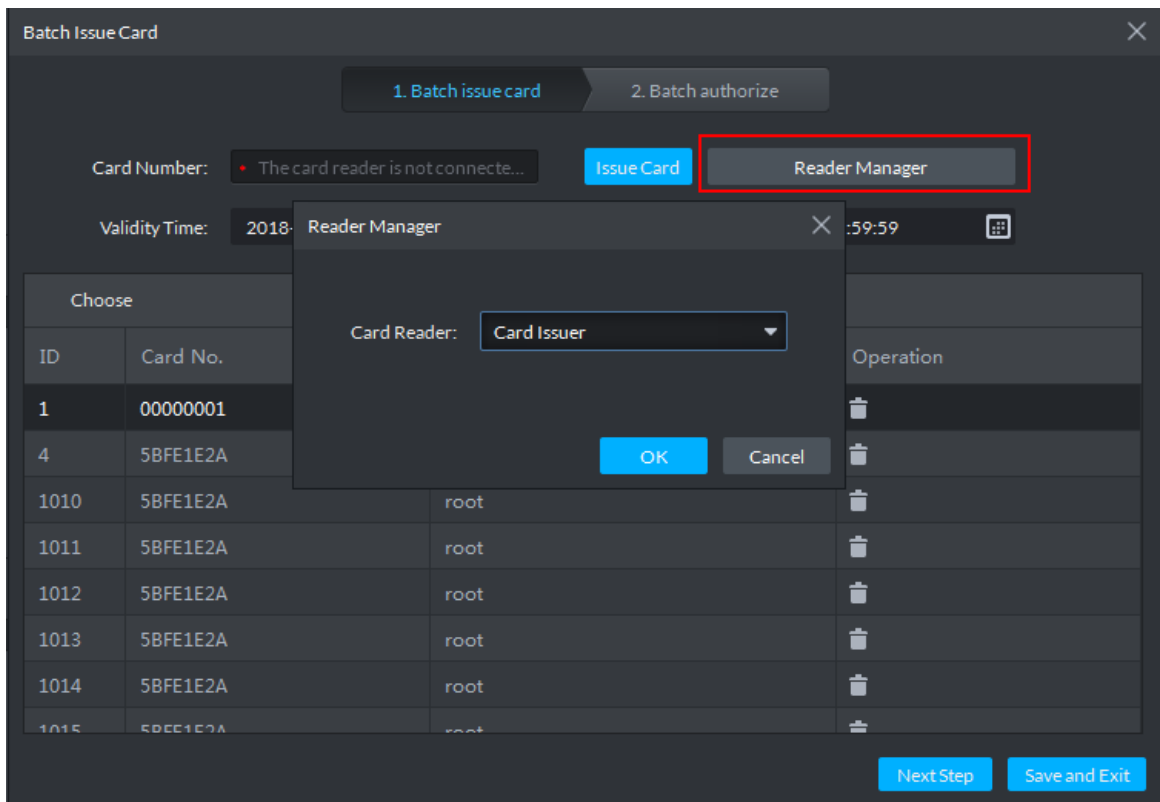 Batch Issue Card
1. Batch issue card 2. Batch authorize
Card Number: • The card reader is not connecte... Issue Card Reader Manager
Validity Time: 2018- :59:59
Reader Manager
Card Reader: Card Issuer
OK Cancel
Choose
ID Card No. Operation
1 00000001
4 5BFE1E2A
1010 5BFE1E2A root
1011 5BFE1E2A root
1012 5BFE1E2A root
1013 5BFE1E2A root
1014 5BFE1E2A root
1015 5BFE1E2A root
Next Step Save and Exit